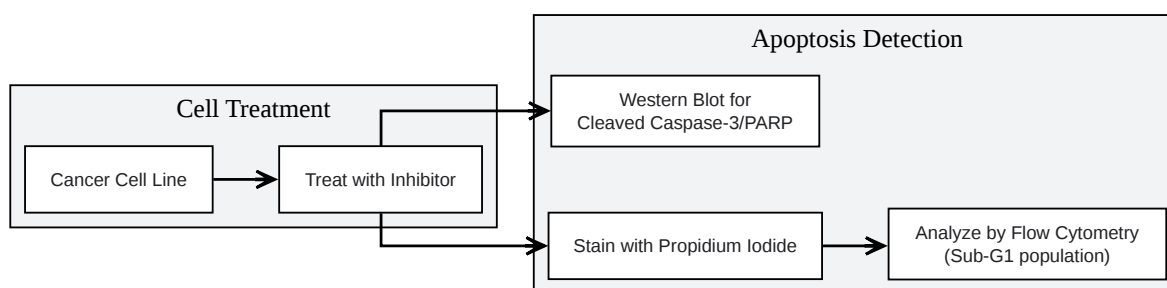 Cell Treatment
Cancer Cell Line
Treat with Inhibitor
Apoptosis Detection
Western Blot for
Cleaved Caspase-3/PARP
Stain with Propidium Iodide
Analyze by Flow Cytometry
(Sub-G1 population)